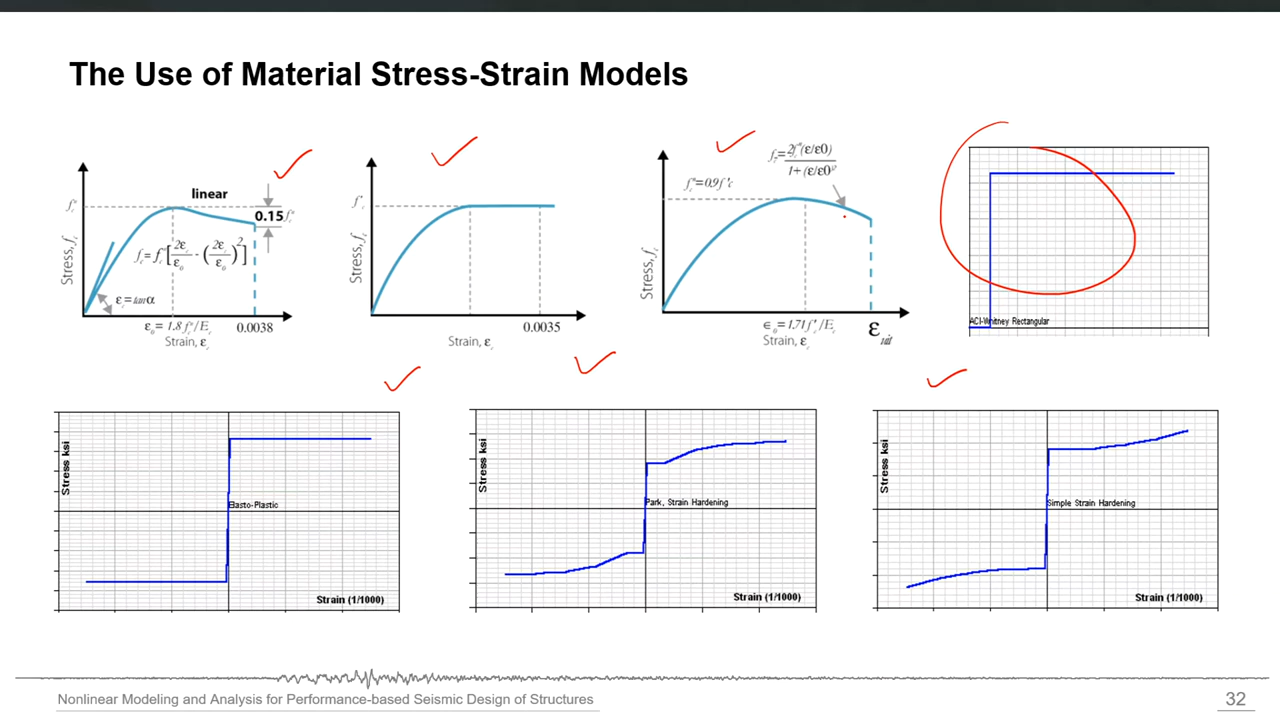 The Use of Material Stress-Strain Models
linear
0.15f"c
f"c
Stress, fc
fc = f"c [2εc/ε0 - (2εc/ε0)²]
εc = tanα
ε0 = 1.8 f"c/Ec
0.0038
Strain, εc
f'c
Stress, fc
0.0035
Strain, εc
f"c=0.9f'c
fc = 2f"c(ε/ε0) / 1+(ε/ε0)²
Stress, fc
∈0 = 1.71f'c/Ec
εult
Strain, εc
ACI-Whitney Rectangular
Stress ksi
Elasto-Plastic
Strain (1/1000)
Stress ksi
Park, Strain Hardening
Strain (1/1000)
Stress ksi
Simple Strain Hardening
Strain (1/1000)
Nonlinear Modeling and Analysis for Performance-based Seismic Design of Structures
32